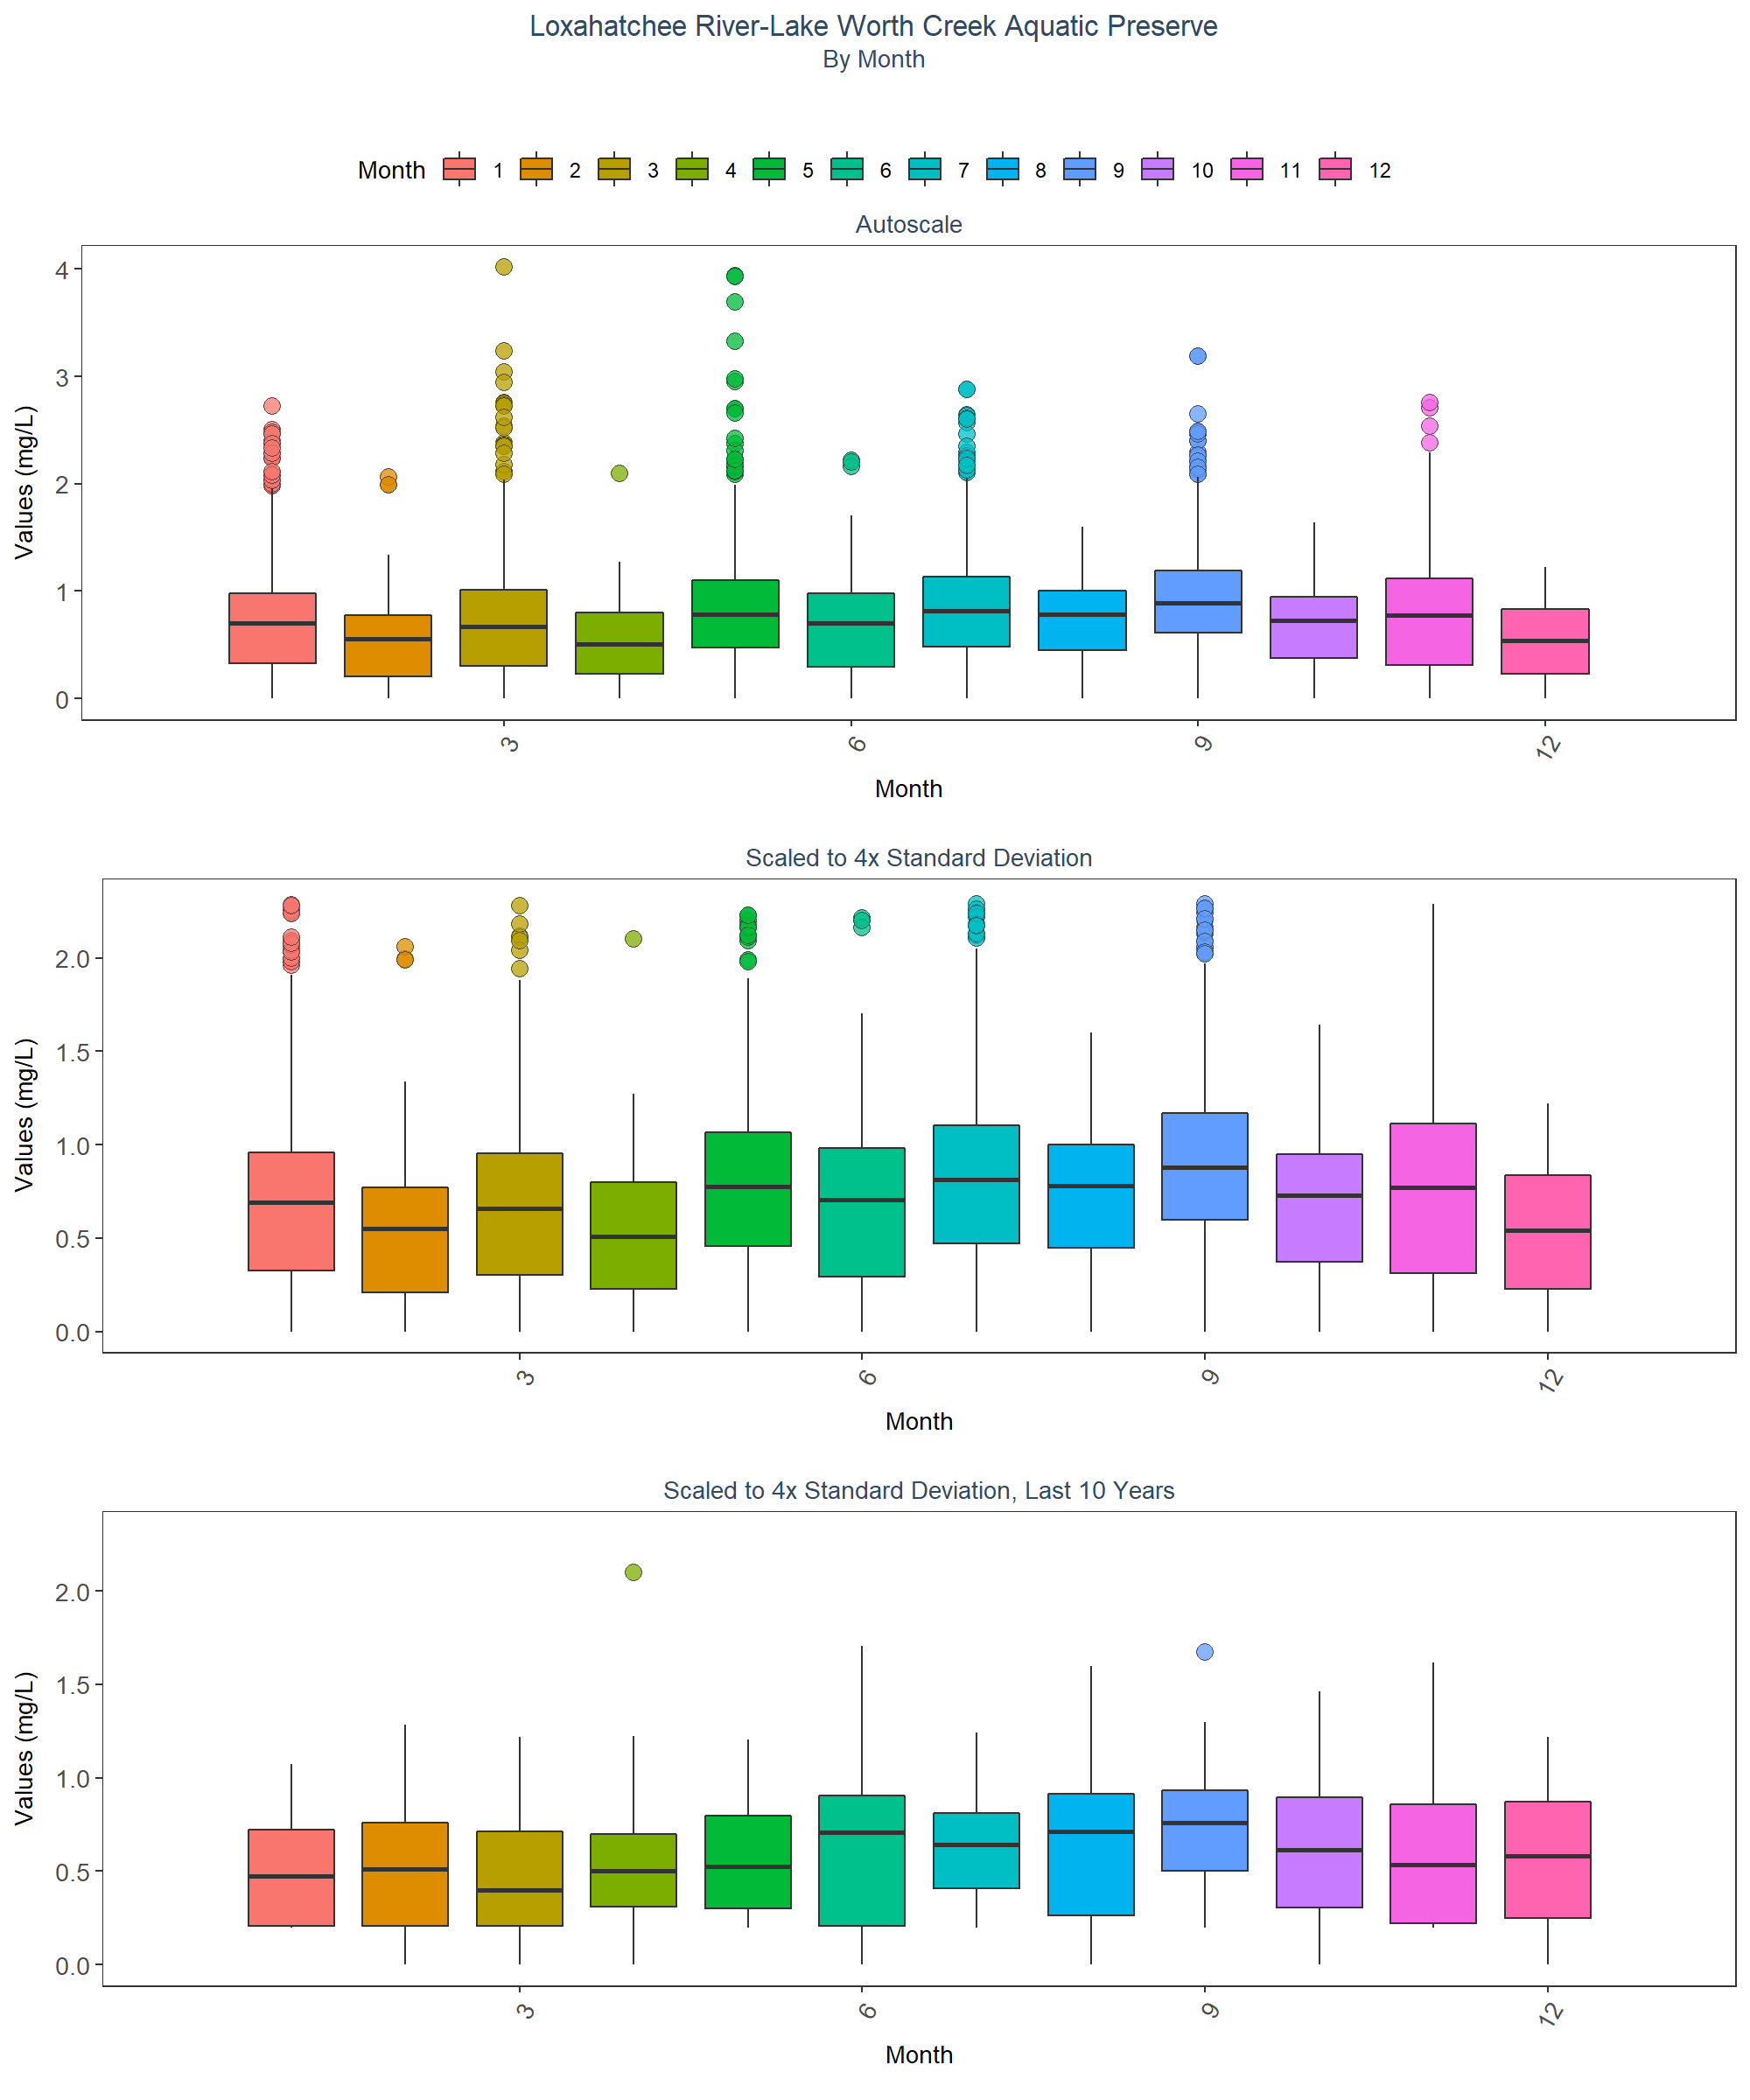 Loxahatchee River-Lake Worth Creek Aquatic Preserve
By Month
Month 1 2 3 4 5 6 7 8 9 10 11 12
Autoscale
Values (mg/L)
4
3
2
1
0
3 6 9 12
Month
Scaled to 4x Standard Deviation
Values (mg/L)
2.0
1.5
1.0
0.5
0.0
3 6 9 12
Month
Scaled to 4x Standard Deviation, Last 10 Years
Values (mg/L)
2.0
1.5
1.0
0.5
0.0
3 6 9 12
Month